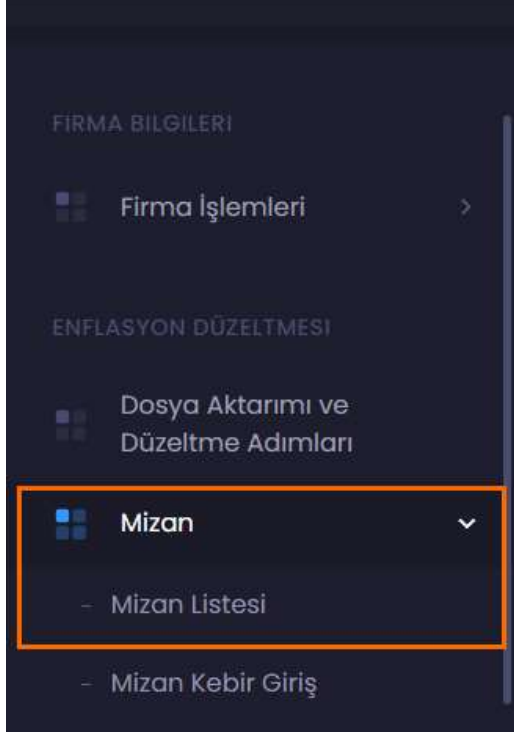 FIRMA BILGILERI
Firma İşlemleri
ENFLASYON DÜZELTMESI
Dosya Aktarımı ve
Düzeltme Adımları
Mizan
- Mizan Listesi
- Mizan Kebir Giriş